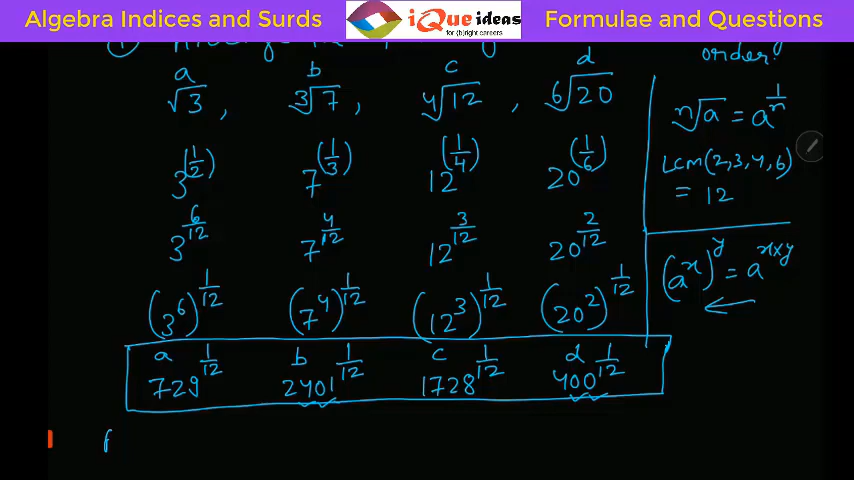 Algebra Indices and Surds
iQue ideas
for (b)right careers
Formulae and Questions
order?
a b c d
√3, ∛7, ∜12, ⁶√20
3^(1/2) 7^(1/3) 12^(1/4) 20^(1/6)
3^6/12 7^4/12 12^3/12 20^2/12
(3^6)^1/12 (7^4)^1/12 (12^3)^1/12 (20^2)^1/12
a b c d
729^1/12 2401^1/12 1728^1/12 400^1/12
ⁿ√a = a^1/n
LCM(2,3,4,6)
= 12
(a^x)^y = a^x×y